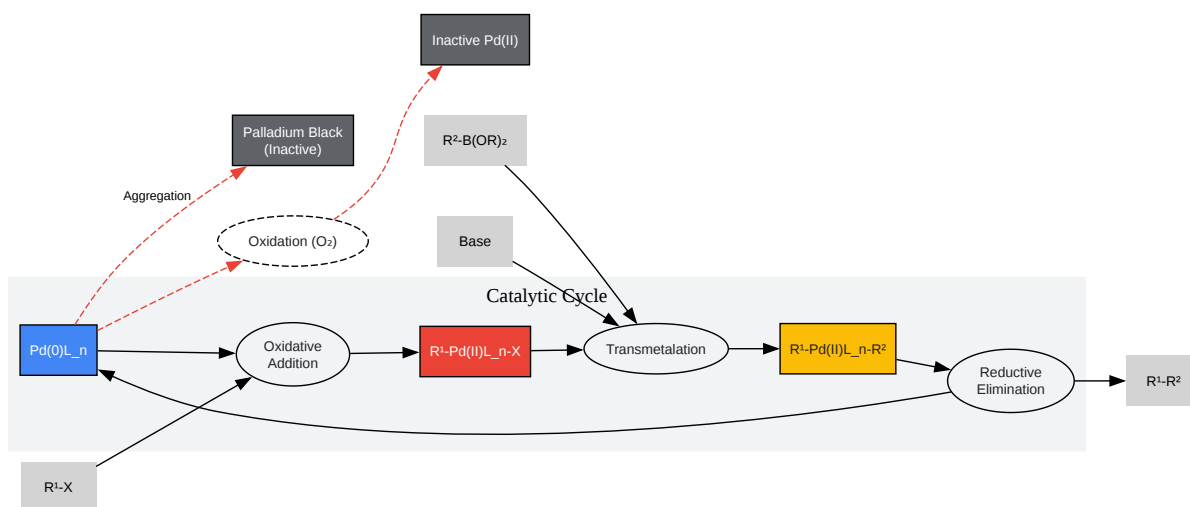 Inactive Pd(II)
Palladium Black
(Inactive)
R²-B(OR)₂
Aggregation
Oxidation (O₂)
Base
Catalytic Cycle
Pd(0)L_n
Oxidative
Addition
R¹-Pd(II)L_n-X
Transmetalation
R¹-Pd(II)L_n-R²
Reductive
Elimination
R¹-R²
R¹-X